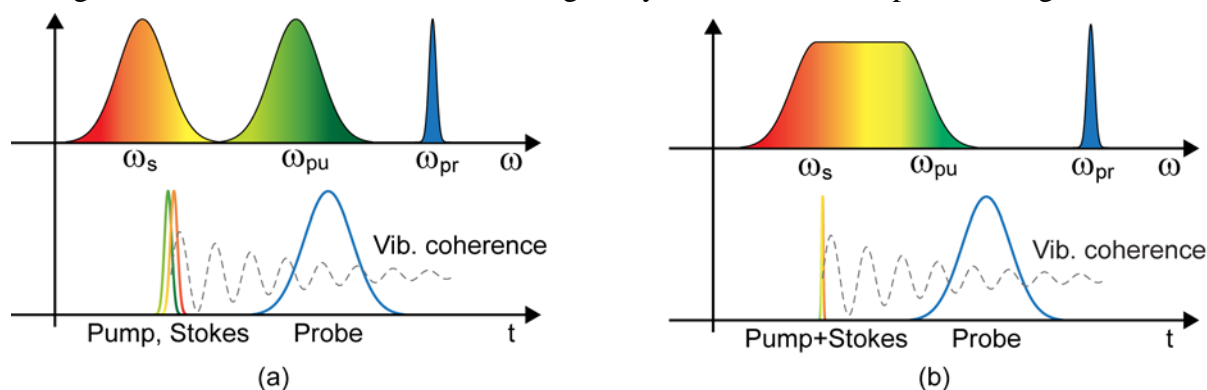 ωs ωpu ωpr ω
Vib. coherence
Pump, Stokes Probe t
(a)
ωs ωpu ωpr ω
Vib. coherence
Pump+Stokes Probe t
(b)